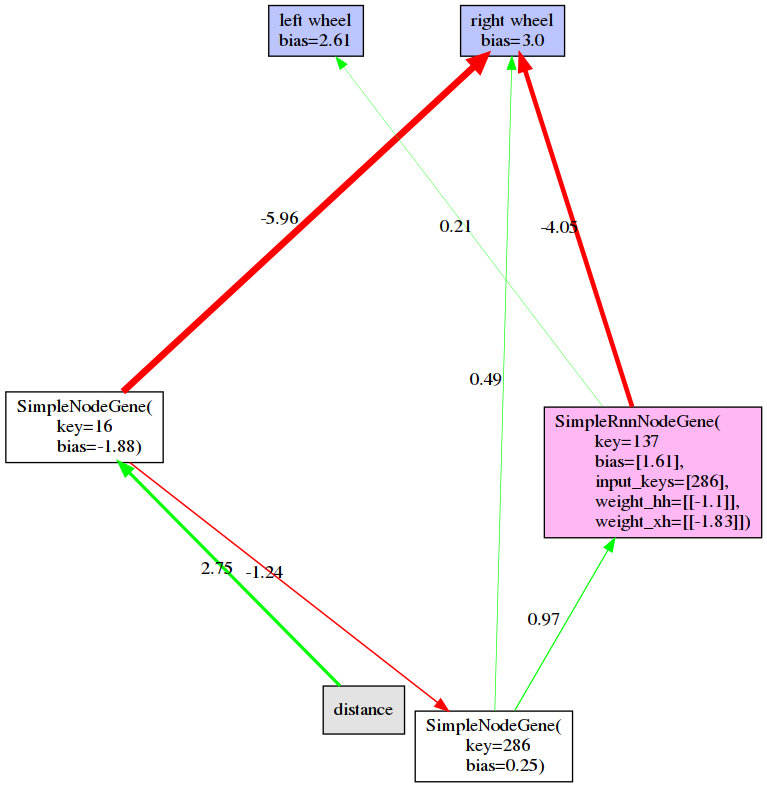 left wheel
bias=2.61
right wheel
bias=3.0
-5.96
0.21
-4.05
0.49
SimpleNodeGene(
key=16
bias=-1.88)
SimpleRnnNodeGene(
key=137
bias=[1.61],
input_keys=[286],
weight_hh=[[-1.1]],
weight_xh=[[-1.83]])
2.75
-1.24
0.97
distance
SimpleNodeGene(
key=286
bias=0.25)